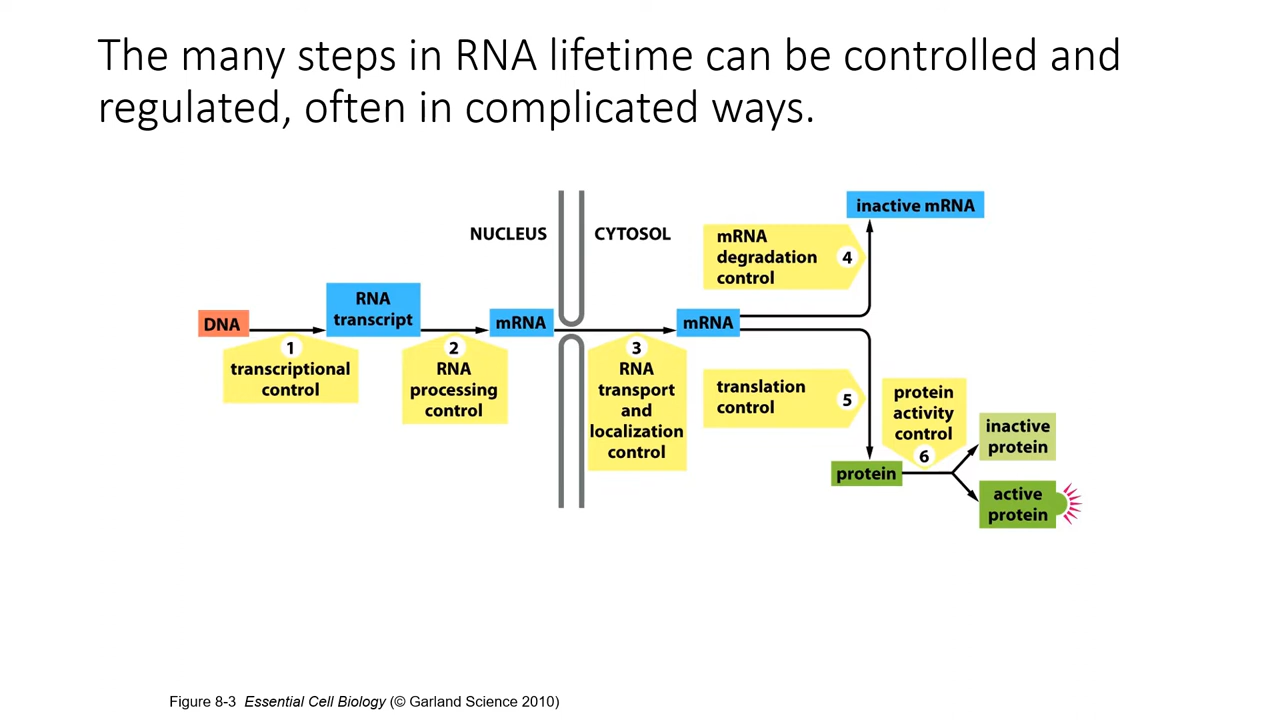 The many steps in RNA lifetime can be controlled and
regulated, often in complicated ways.
NUCLEUS
CYTOSOL
DNA
RNA
transcript
mRNA
mRNA
inactive mRNA
1
transcriptional
control
2
RNA
processing
control
3
RNA
transport
and
localization
control
mRNA
degradation
control
4
translation
control
5
protein
activity
control
6
protein
inactive
protein
active
protein
Figure 8-3 Essential Cell Biology (© Garland Science 2010)